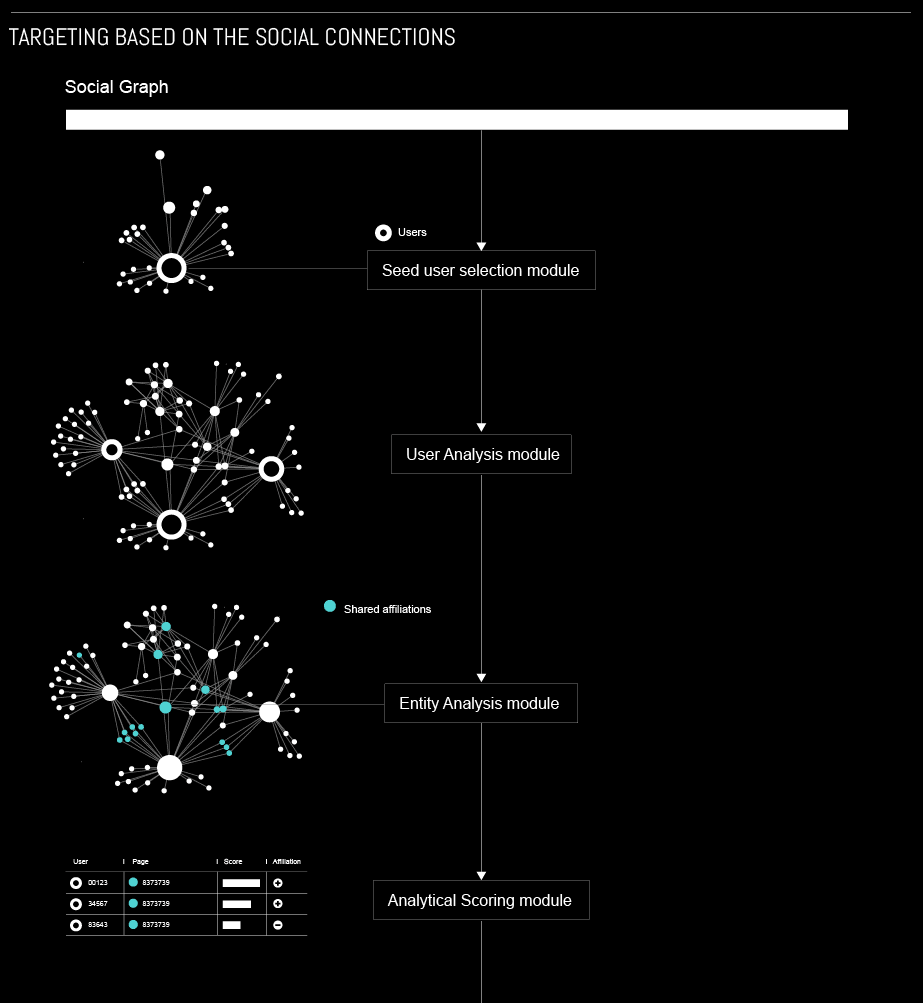 TARGETING BASED ON THE SOCIAL CONNECTIONS
Social Graph
Users
Seed user selection module
User Analysis module
Shared affiliations
Entity Analysis module
User Page Score Affiliation
00123 8373739
34567 8373739
83643 8373739
Analytical Scoring module